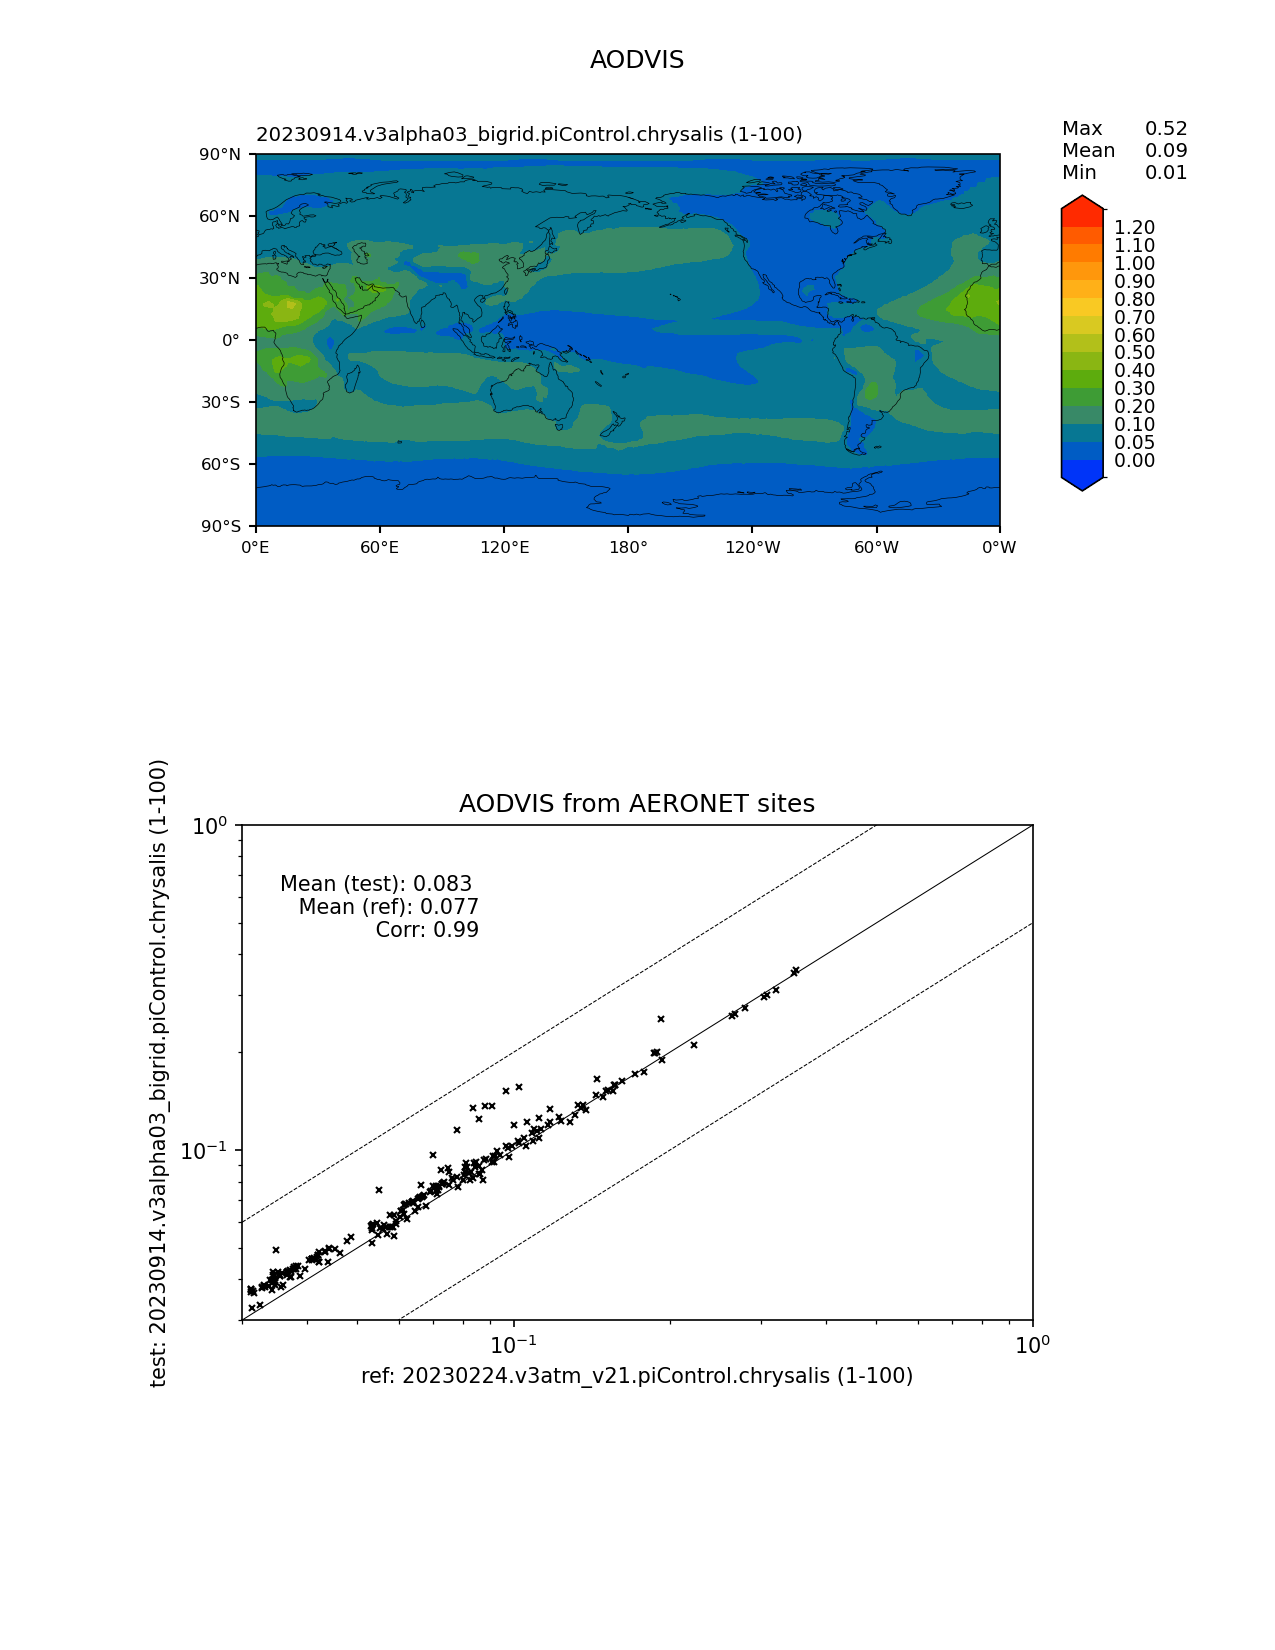 AODVIS
20230914.v3alpha03_bigrid.piControl.chrysalis (1-100)
Max 0.52
Mean 0.09
Min 0.01
90°N
60°N
30°N
0°
30°S
60°S
90°S
0°E 60°E 120°E 180° 120°W 60°W 0°W
1.20
1.10
1.00
0.90
0.80
0.70
0.60
0.50
0.40
0.30
0.20
0.10
0.05
0.00
AODVIS from AERONET sites
test: 20230914.v3alpha03_bigrid.piControl.chrysalis (1-100)
10⁰
10⁻¹
Mean (test): 0.083
Mean (ref): 0.077
Corr: 0.99
10⁻¹ 10⁰
ref: 20230224.v3atm_v21.piControl.chrysalis (1-100)